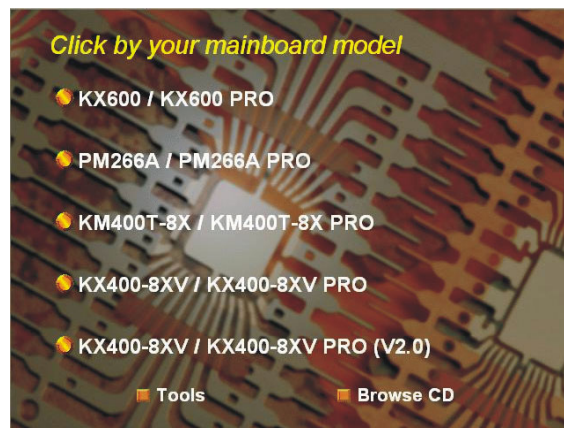 Click by your mainboard model
KX600 / KX600 PRO
PM266A / PM266A PRO
KM400T-8X / KM400T-8X PRO
KX400-8XV / KX400-8XV PRO
KX400-8XV / KX400-8XV PRO (V2.0)
Tools Browse CD